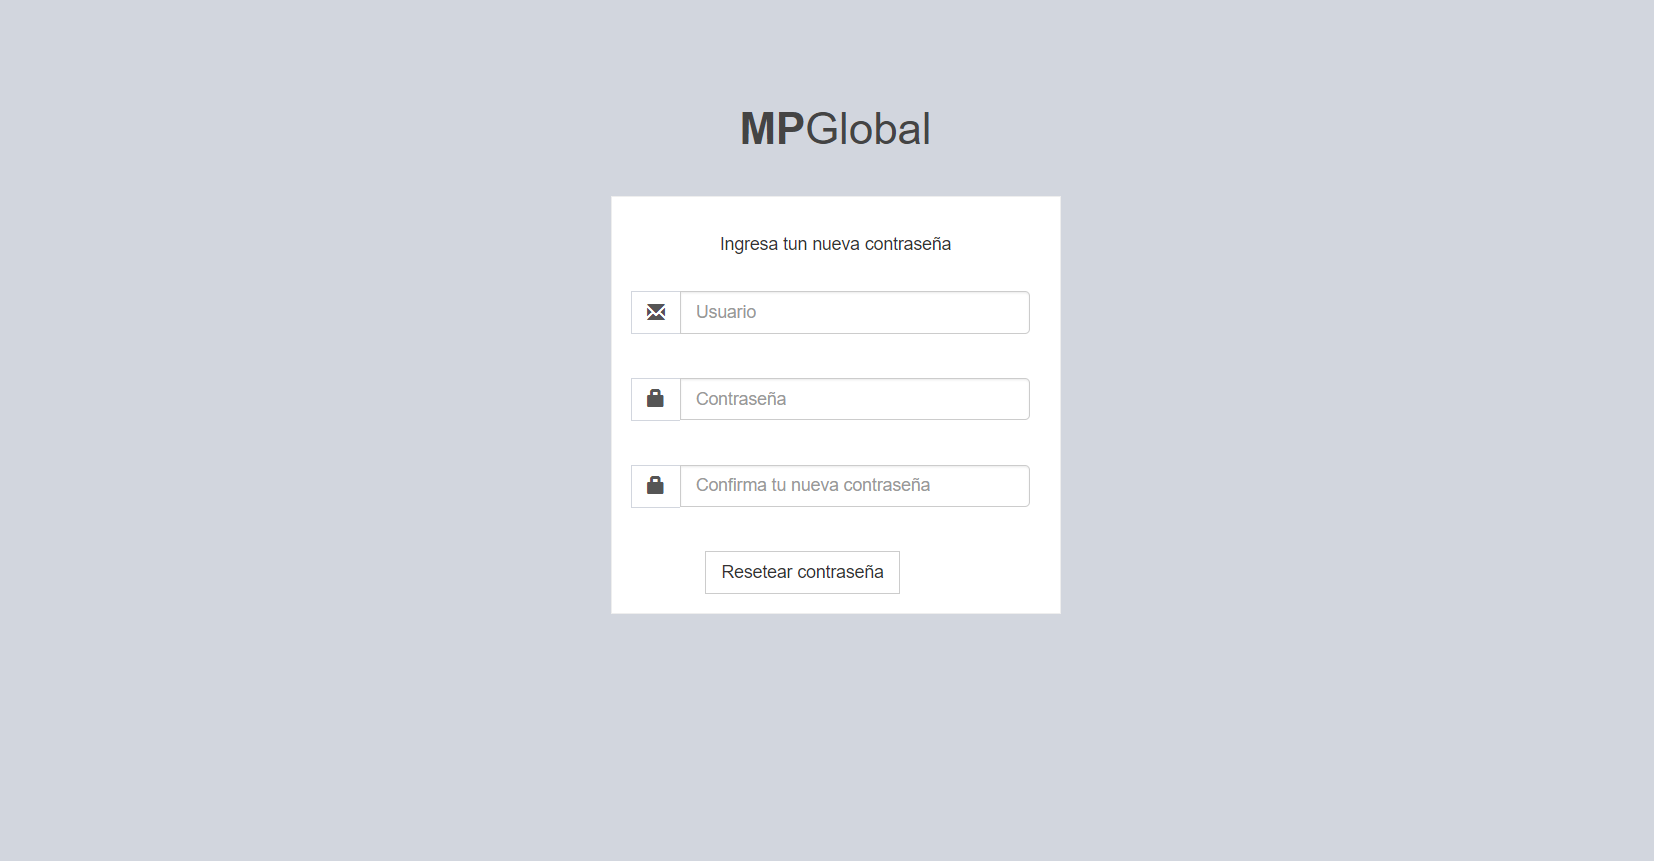 MPGlobal
Ingresa tun nueva contraseña
Usuario
Contraseña
Confirma tu nueva contraseña
Resetear contraseña